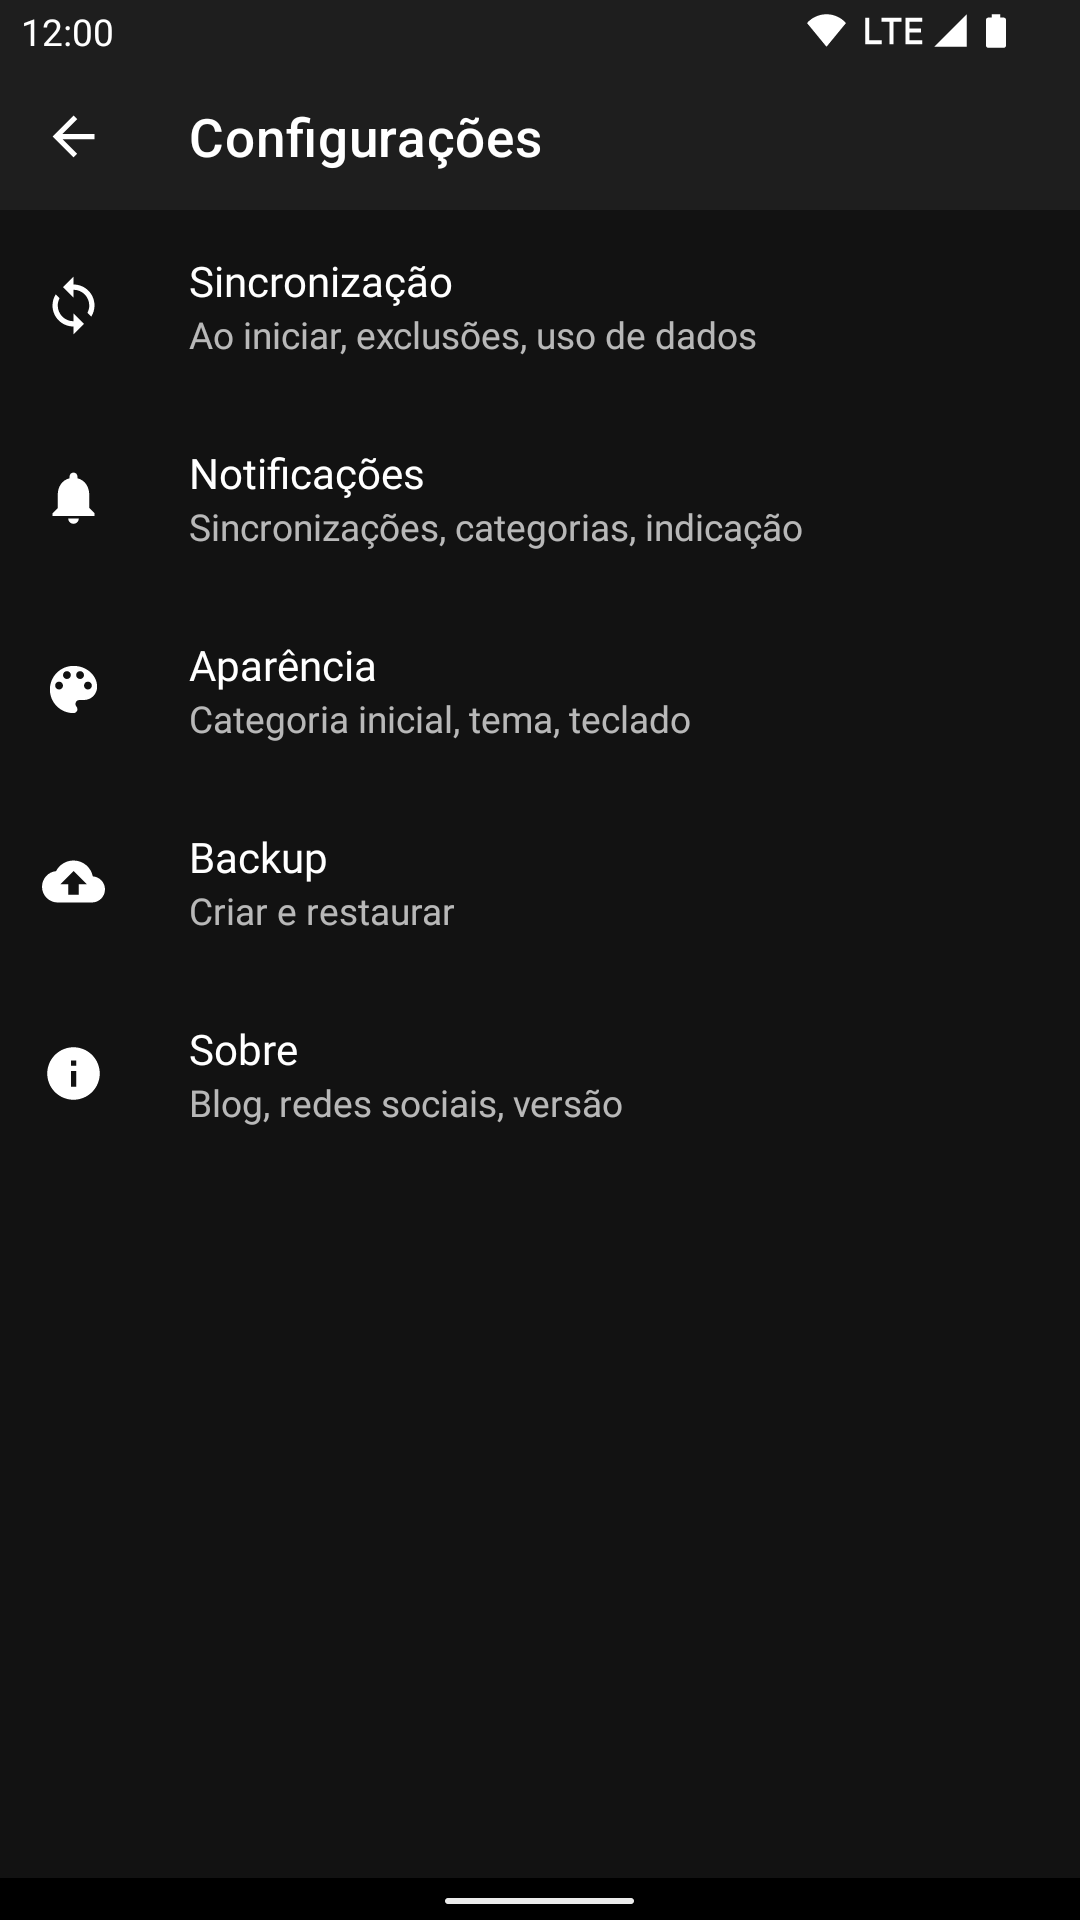 12:00
LTE
Configurações
Sincronização
Ao iniciar, exclusões, uso de dados
Notificações
Sincronizações, categorias, indicação
Aparência
Categoria inicial, tema, teclado
Backup
Criar e restaurar
Sobre
Blog, redes sociais, versão